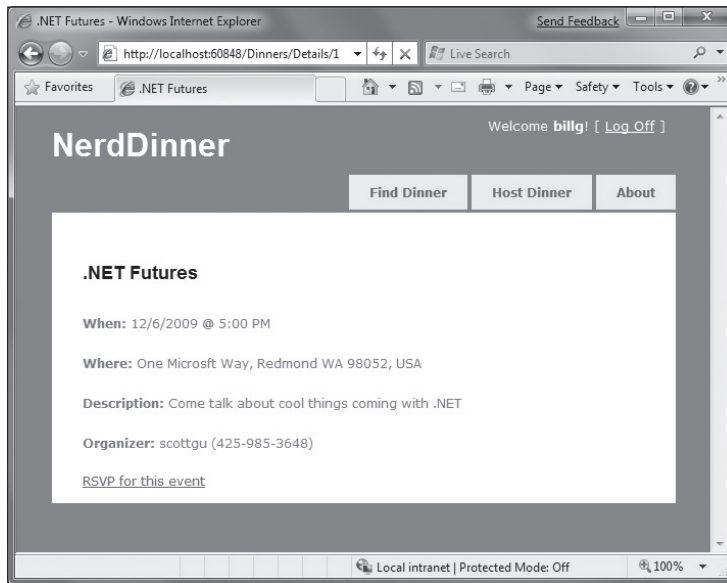 .NET Futures - Windows Internet Explorer
Send Feedback
http://localhost:60848/Dinners/Details/1
Live Search
Favorites
.NET Futures
Page
Safety
Tools
NerdDinner
Welcome billg! [ Log Off ]
Find Dinner
Host Dinner
About
.NET Futures
When: 12/6/2009 @ 5:00 PM
Where: One Microsft Way, Redmond WA 98052, USA
Description: Come talk about cool things coming with .NET
Organizer: scottgu (425-985-3648)
RSVP for this event
Local intranet | Protected Mode: Off
100%